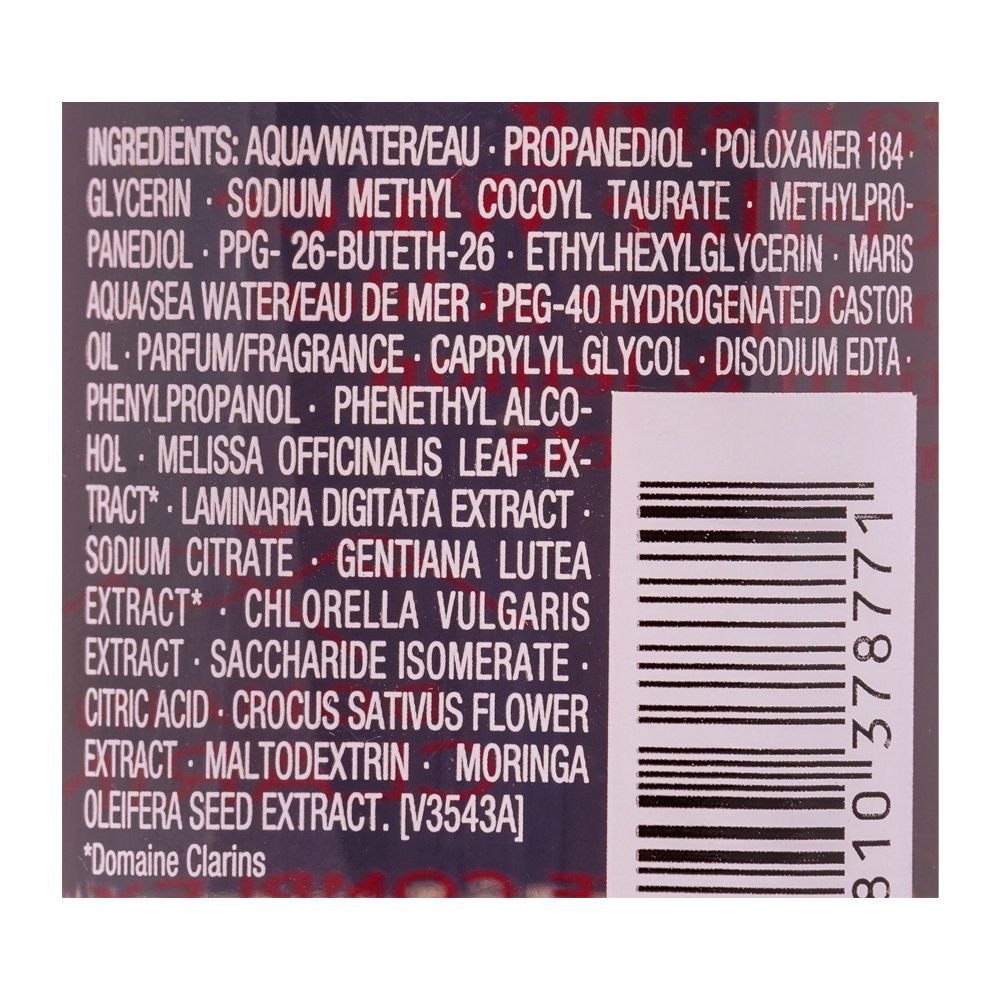 INGREDIENTS: AQUA/WATER/EAU · PROPANEDIOL · POLOXAMER 184 ·
GLYCERIN · SODIUM METHYL COCOYL TAURATE · METHYLPRO-
PANEDIOL · PPG- 26-BUTETH-26 · ETHYLHEXYLGLYCERIN · MARIS
AQUA/SEA WATER/EAU DE MER · PEG-40 HYDROGENATED CASTOR
OIL · PARFUM/FRAGRANCE · CAPRYLYL GLYCOL · DISODIUM EDTA ·
PHENYLPROPANOL · PHENETHYL ALCO-
HOL · MELISSA OFFICINALIS LEAF EX-
TRACT* · LAMINARIA DIGITATA EXTRACT ·
SODIUM CITRATE · GENTIANA LUTEA
EXTRACT* · CHLORELLA VULGARIS
EXTRACT · SACCHARIDE ISOMERATE ·
CITRIC ACID · CROCUS SATIVUS FLOWER
EXTRACT · MALTODEXTRIN · MORINGA
OLEIFERA SEED EXTRACT. [V3543A]
*Domaine Clarins
810378771